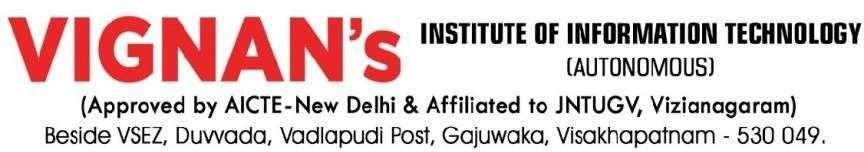 VIGNAN's INSTITUTE OF INFORMATION TECHNOLOGY
(AUTONOMOUS)
(Approved by AICTE-New Delhi & Affiliated to JNTUGV, Vizianagaram)
Beside VSEZ, Duvvada, Vadlapudi Post, Gajuwaka, Visakhapatnam - 530 049.